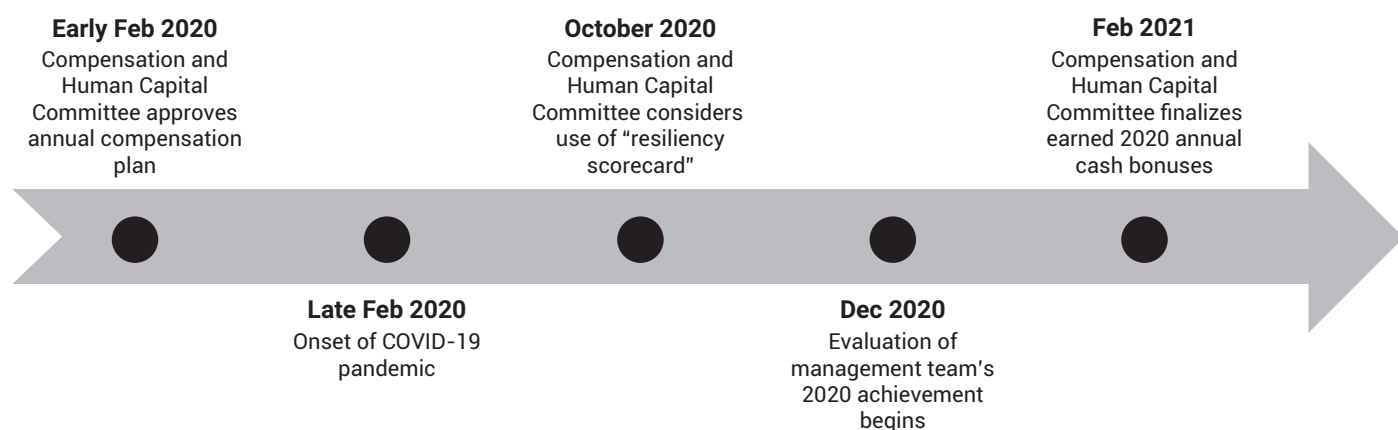 Early Feb 2020
Compensation and
Human Capital
Committee approves
annual compensation
plan
Late Feb 2020
Onset of COVID-19
pandemic
October 2020
Compensation and
Human Capital
Committee considers
use of “resiliency
scorecard”
Dec 2020
Evaluation of
management team's
2020 achievement
begins
Feb 2021
Compensation and
Human Capital
Committee finalizes
earned 2020 annual
cash bonuses